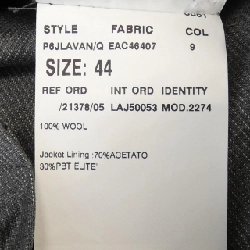 STYLE FABRIC COL
P6JLAVAN/Q EAC46407 9
SIZE: 44
REF ORD INT ORD IDENTITY
/21378/05 LAJ50053 MOD.2274
100% WOOL
Jacket Lining :70%ACETATO
30%PBT ELITE"